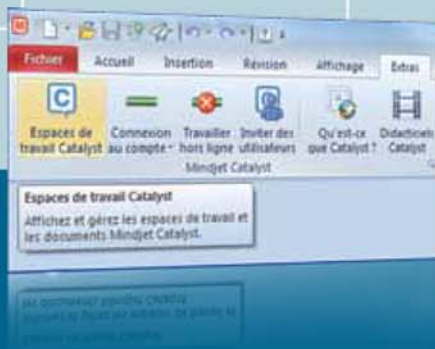 Fichier Accueil Insertion Révision Affichage Extras
Espaces de travail Catalyst
Connexion au compte
Travailler hors ligne
Inviter des utilisateurs
Qu'est-ce que Catalyst ?
Didacticiels Catalyst
Mindjet Catalyst
Espaces de travail Catalyst
Affichez et gérez les espaces de travail et
les documents Mindjet Catalyst.